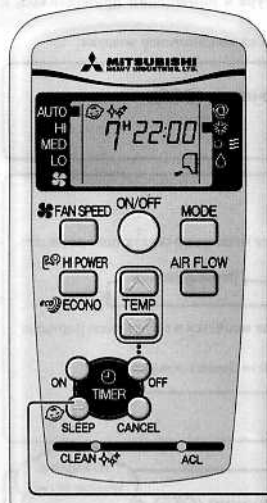 MITSUBISHI
HEAVY INDUSTRIES, LTD.
AUTO
HI
MED
LO
7H22:00
FAN SPEED
ON/OFF
MODE
HI POWER
AIR FLOW
eco ECONO
TEMP
ON
OFF
TIMER
SLEEP
CANCEL
CLEAN
ACL